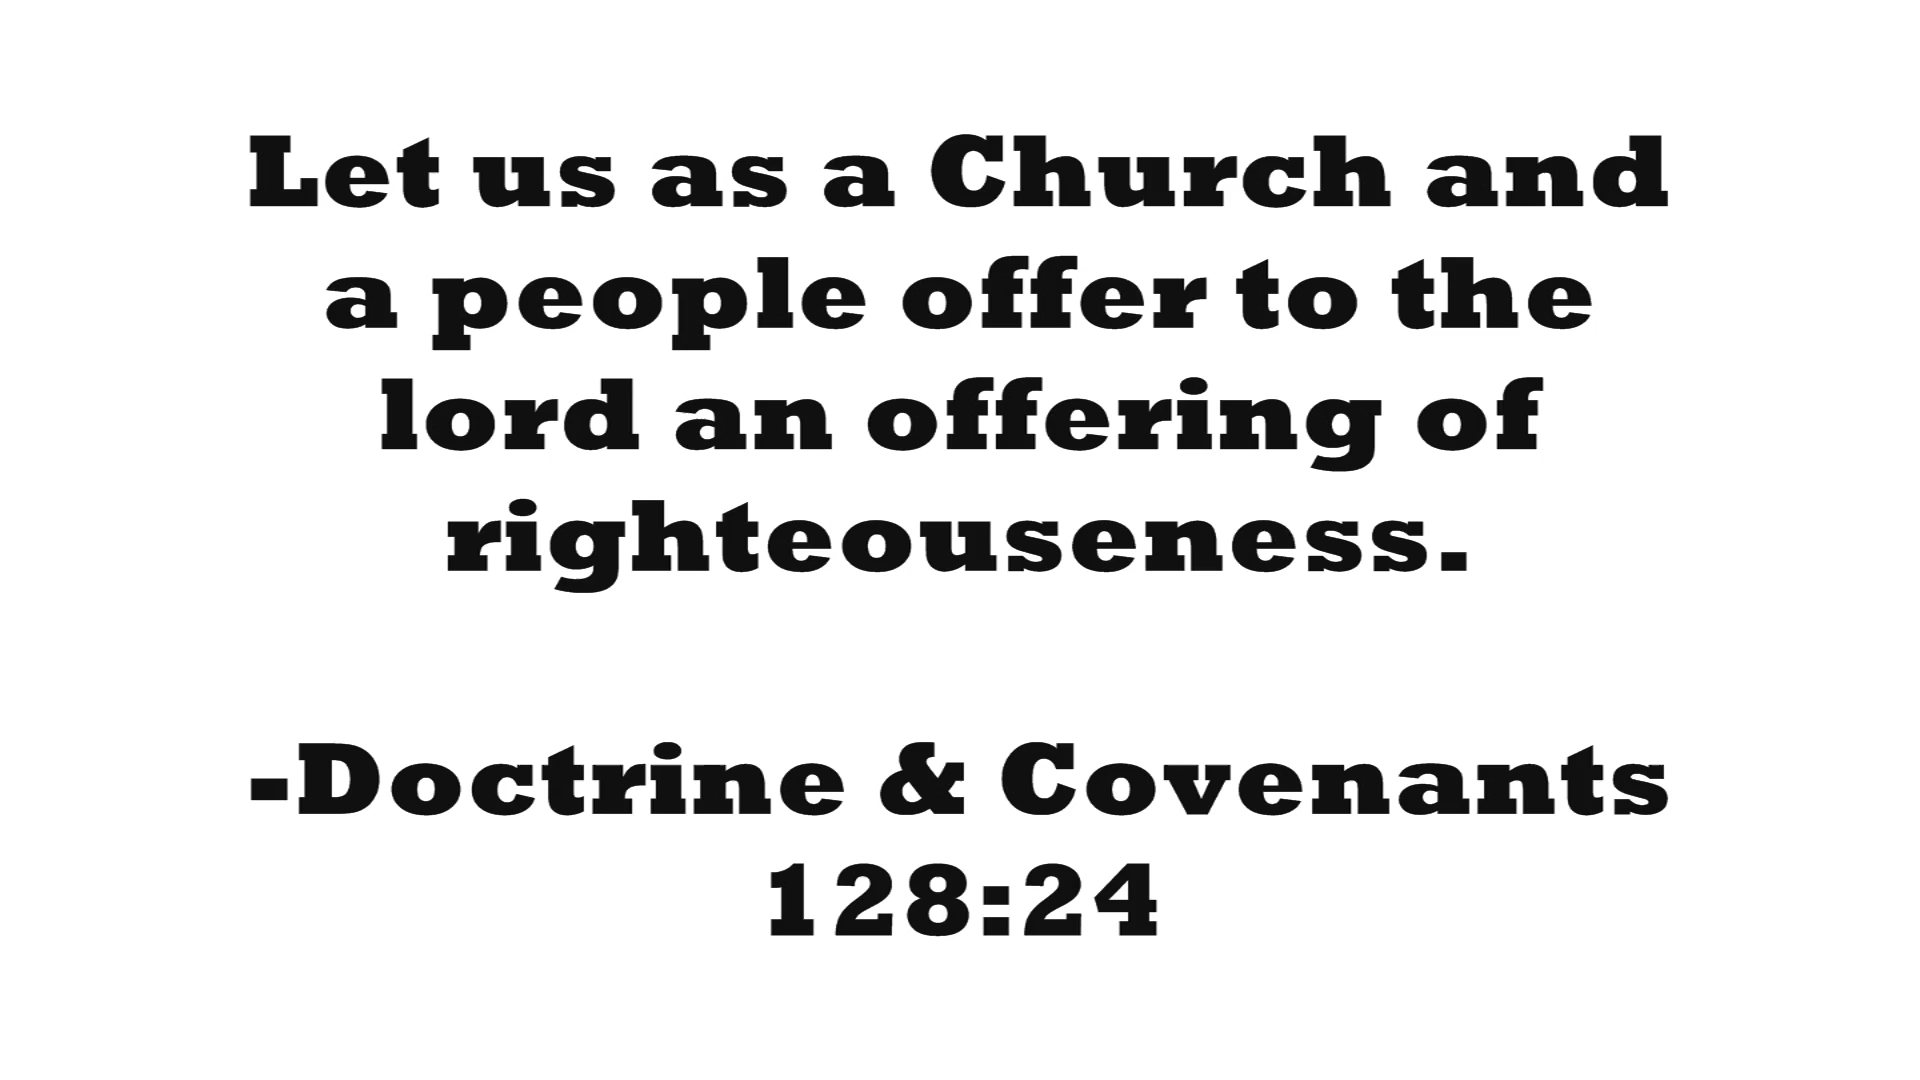 Let us as a Church and
a people offer to the
lord an offering of
righteouseness.
-Doctrine & Covenants
128:24